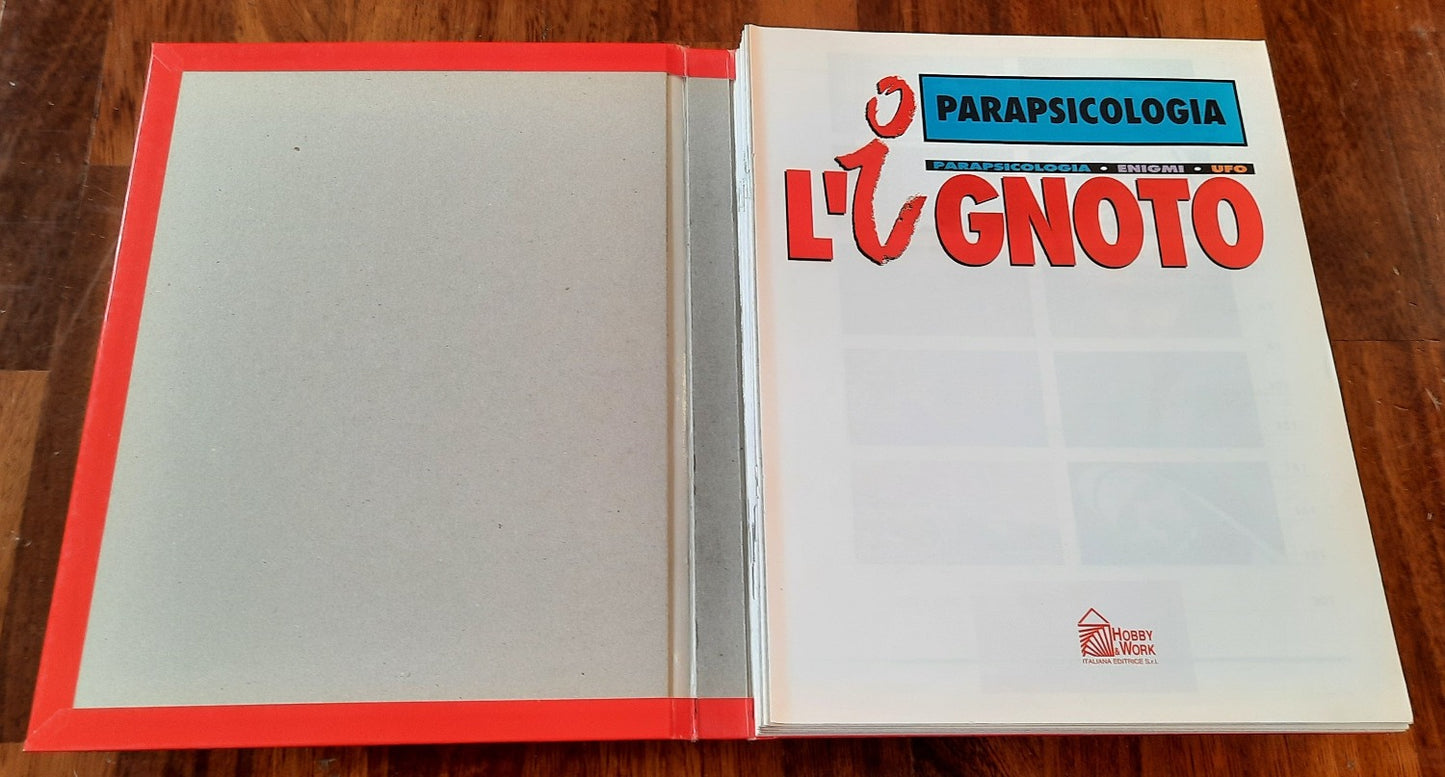 PARAPSICOLOGIA
PARAPSICOLOGIA • ENIGMI • UFO
L'iGNOTO
HOBBY
& WORK
ITALIANA EDITRICE S.r.l.